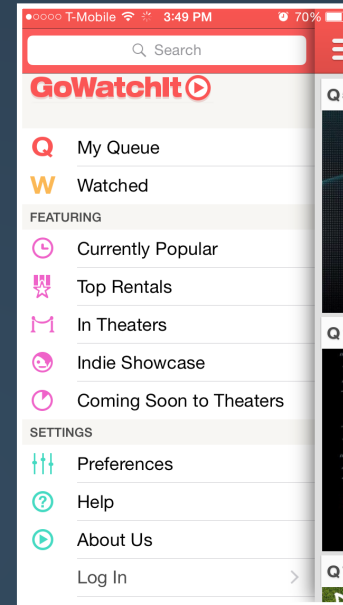 T-Mobile 3:49 PM 70%
Search
GoWatchIt
Q My Queue
W Watched
FEATURING
Currently Popular
Top Rentals
In Theaters
Indie Showcase
Coming Soon to Theaters
SETTINGS
Preferences
? Help
About Us
Log In
Q
Q
Q